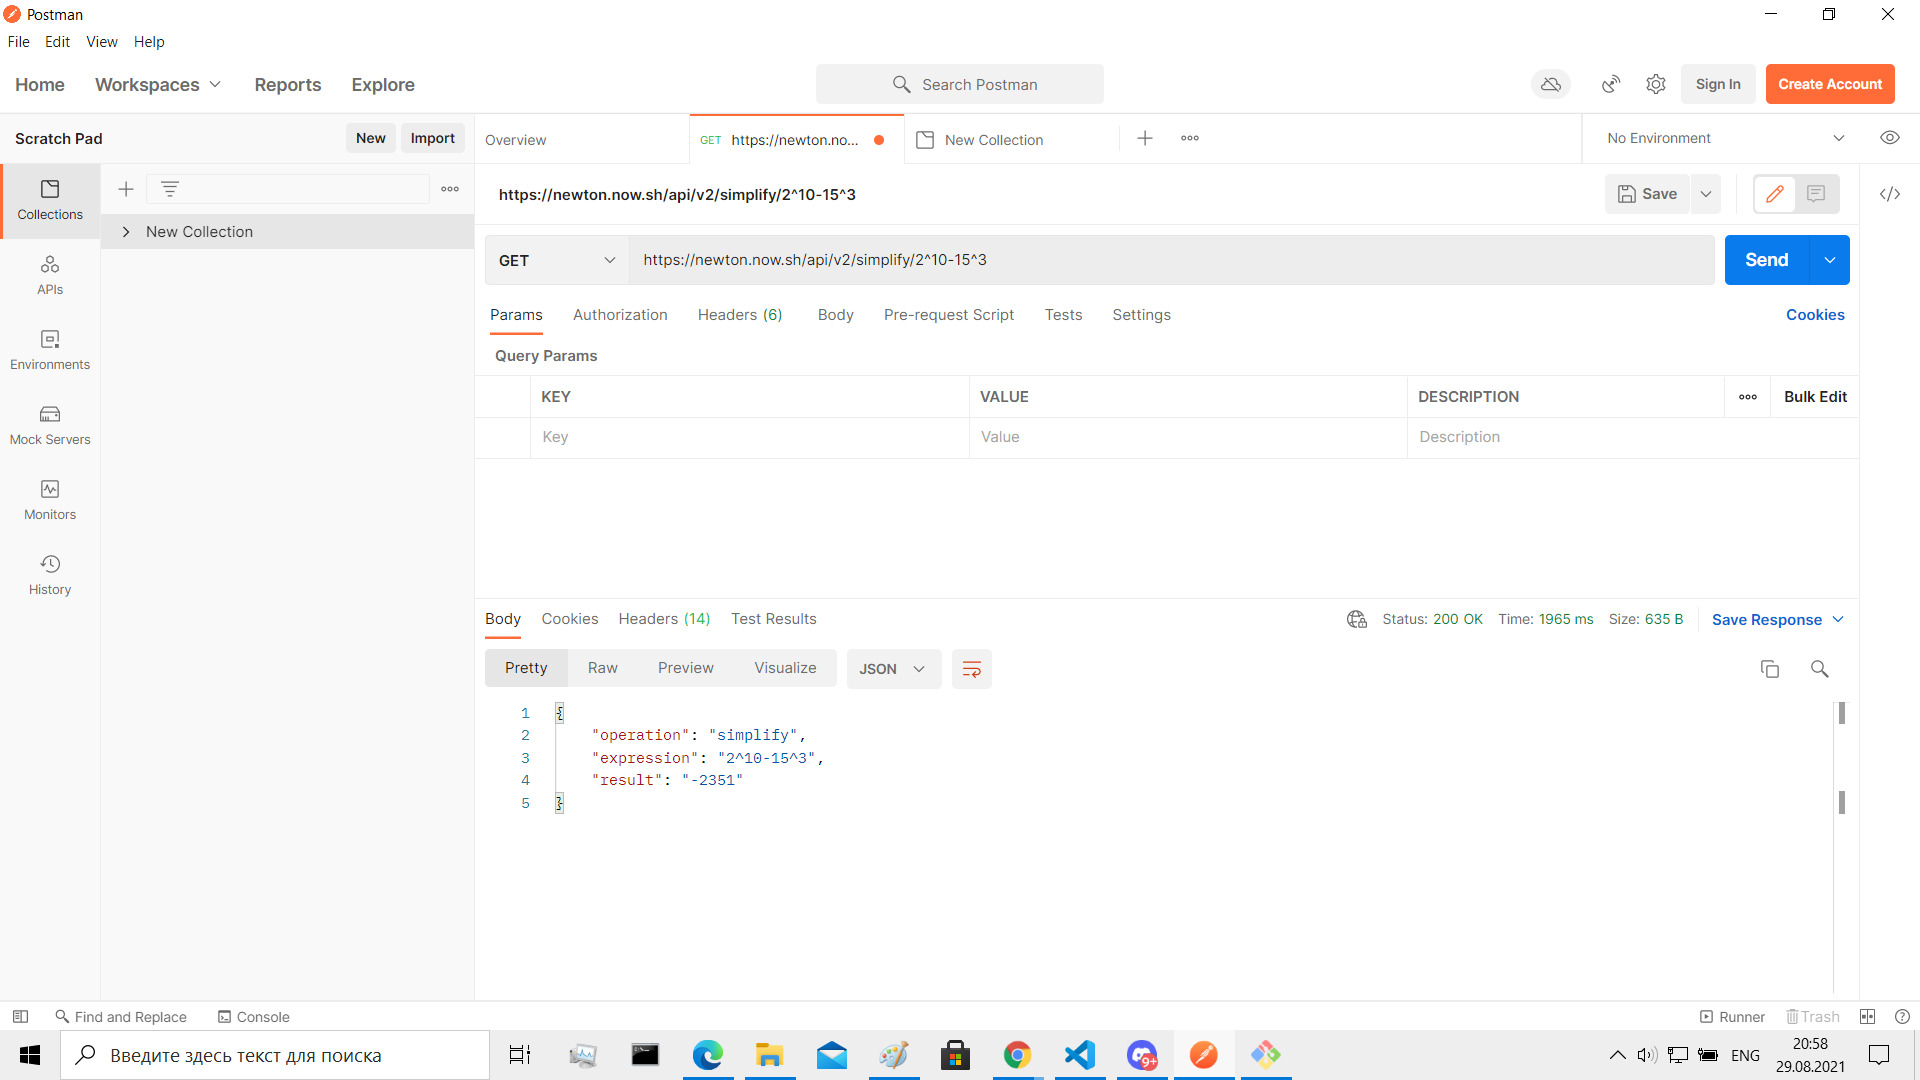 Postman
File Edit View Help
Home Workspaces Reports Explore Search Postman Sign In Create Account
Scratch Pad New Import Overview GET https://newton.no... New Collection No Environment
Collections
APIs
Environments
Mock Servers
Monitors
History
New Collection
https://newton.now.sh/api/v2/simplify/2^10-15^3 Save
GET https://newton.now.sh/api/v2/simplify/2^10-15^3 Send
Params Authorization Headers (6) Body Pre-request Script Tests Settings Cookies
Query Params
KEY VALUE DESCRIPTION Bulk Edit
Key Value Description
Body Cookies Headers (14) Test Results Status: 200 OK Time: 1965 ms Size: 635 B Save Response
Pretty Raw Preview Visualize JSON
1 {
2 "operation": "simplify",
3 "expression": "2^10-15^3",
4 "result": "-2351"
5 }
Find and Replace Console Runner Trash
Введите здесь текст для поиска 9+ ENG 20:58
29.08.2021